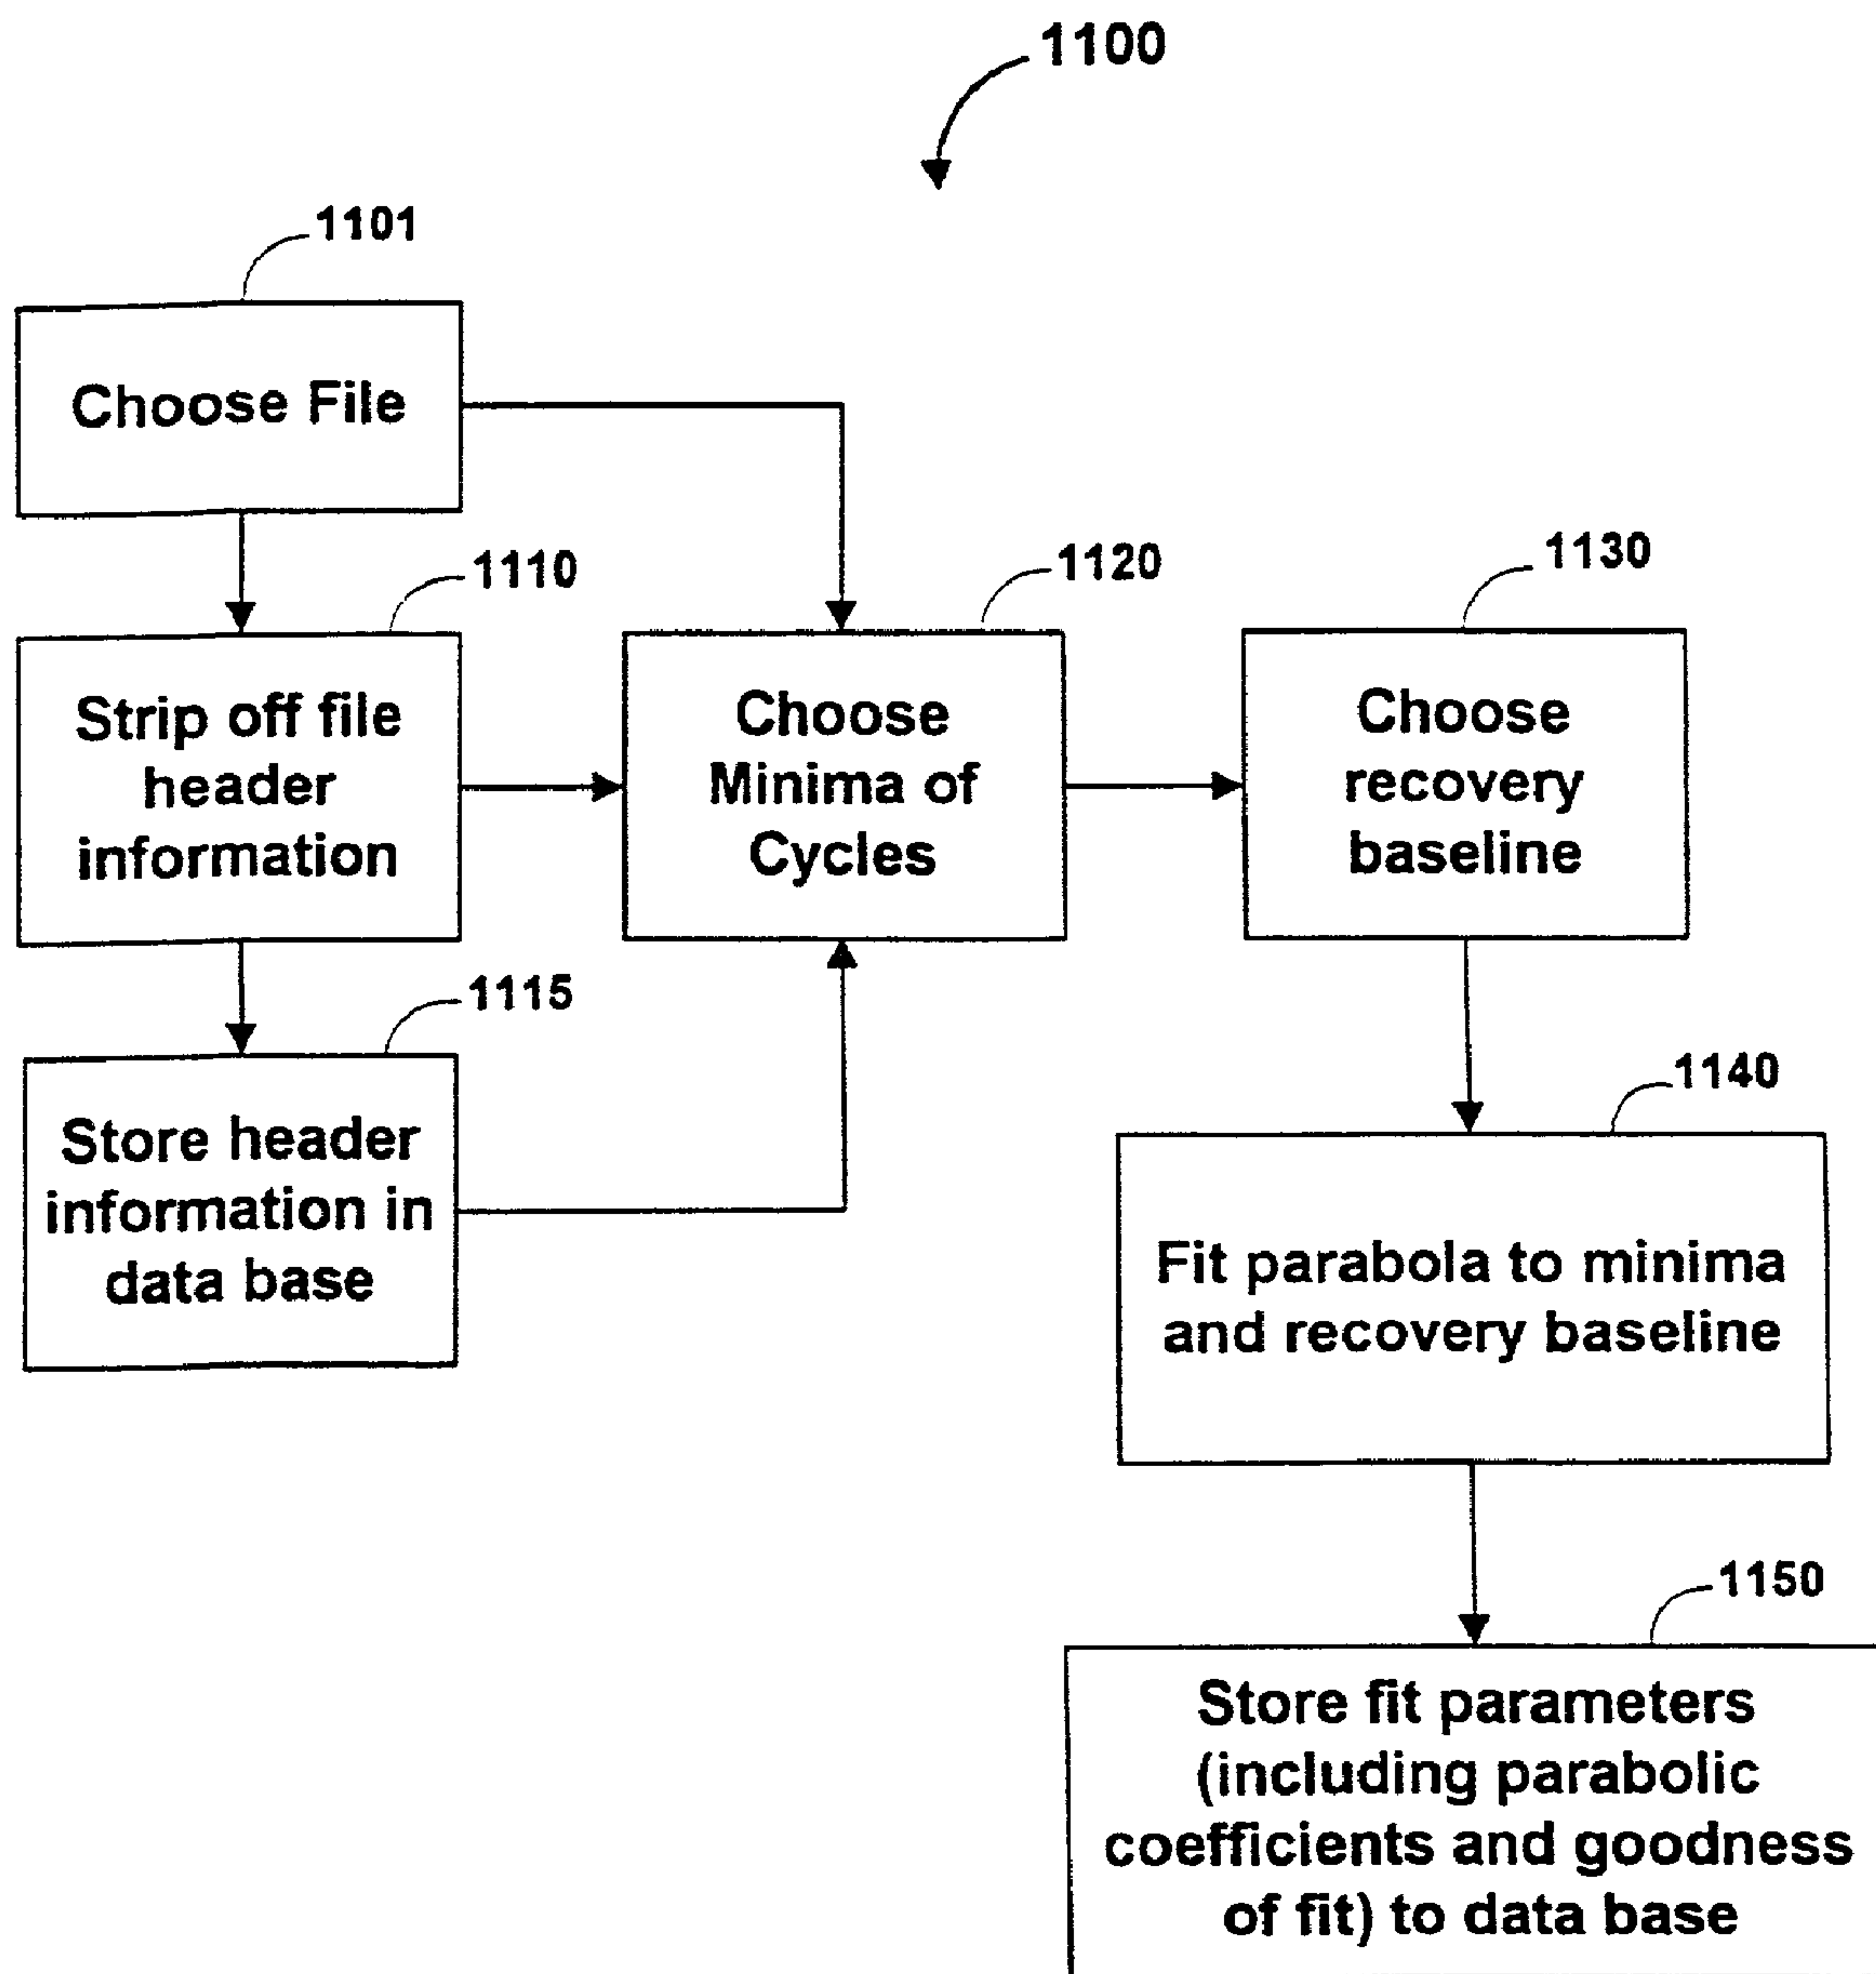 1100
1101
Choose File
1110
Strip off file
header
information
1120
Choose
Minima of
Cycles
1130
Choose
recovery
baseline
1115
Store header
information in
data base
1140
Fit parabola to minima
and recovery baseline
1150
Store fit parameters
(including parabolic
coefficients and goodness
of fit) to data base